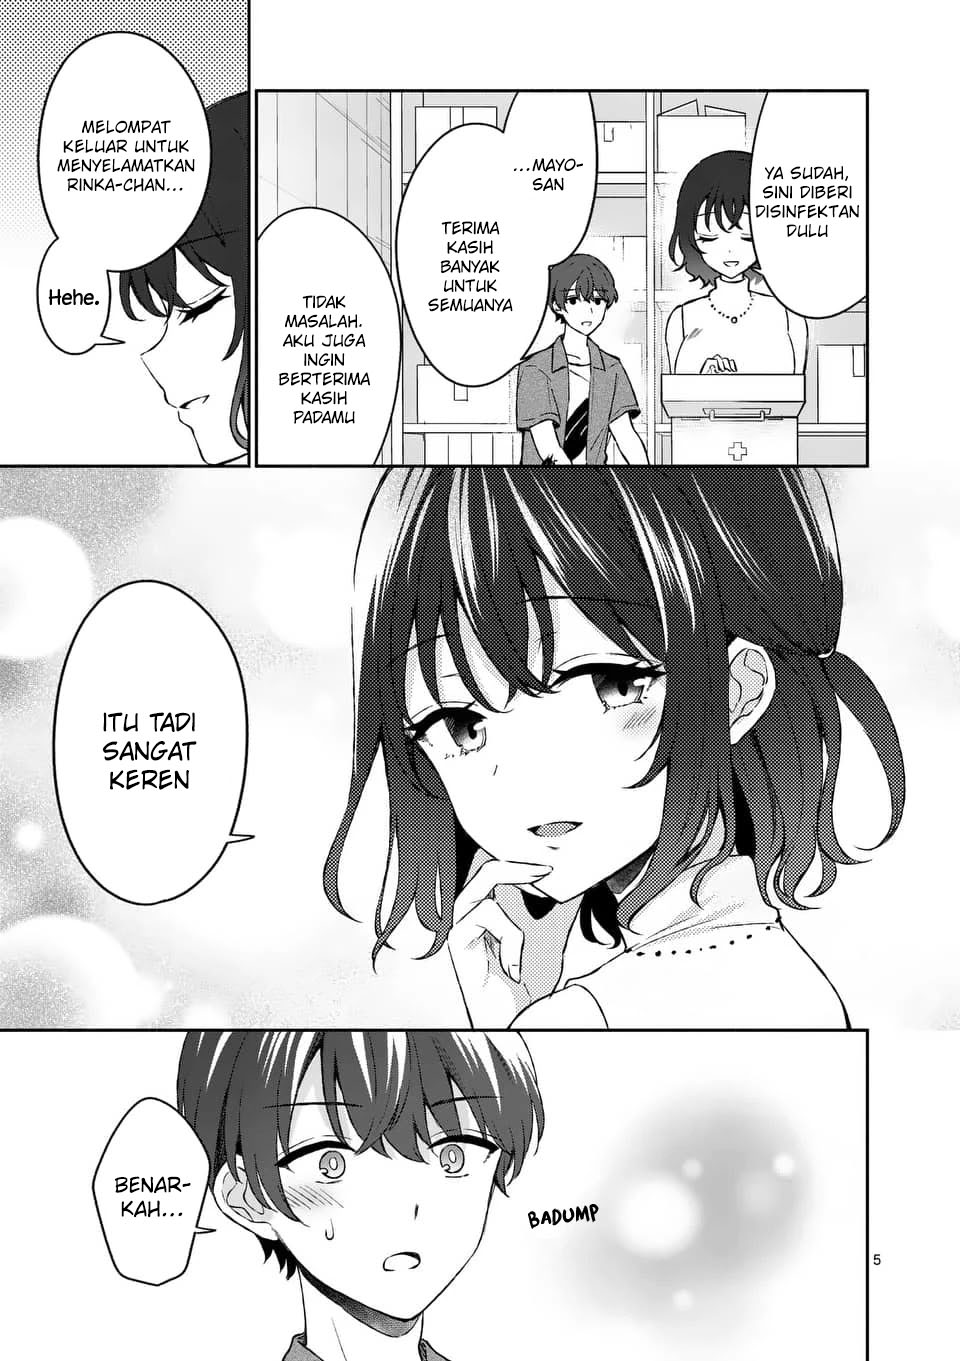 YA SUDAH,
SINI DIBERI
DISINFEKTAN
DULU
...MAYO-
SAN
TERIMA
KASIH
BANYAK
UNTUK
SEMUANYA
TIDAK
MASALAH.
AKU JUGA
INGIN
BERTERIMA
KASIH
PADAMU
MELOMPAT
KELUAR UNTUK
MENYELAMATKAN
RINKA-CHAN...
Hehe.
ITU TADI
SANGAT
KEREN
BENAR-
KAH...
BADUMP
5